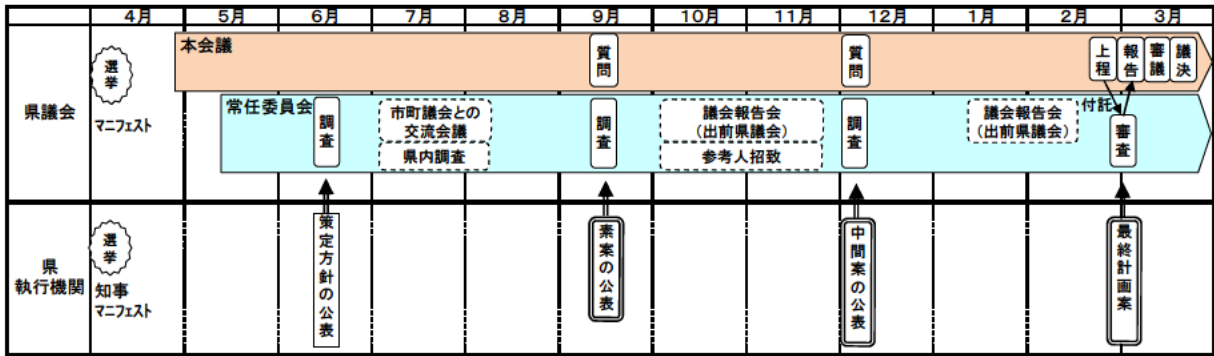 4月 5月 6月 7月 8月 9月 10月 11月 12月 1月 2月 3月
県議会
選挙
マニフェスト
本会議
質問
質問
上程
報告
審議
議決
常任委員会
調査
市町議会との
交流会議
県内調査
調査
議会報告会
(出前県議会)
参考人招致
調査
議会報告会
(出前県議会)
付託
審査
県
執行機関
選挙
知事
マニフェスト
策定方針の公表
素案の公表
中間案の公表
最終計画案